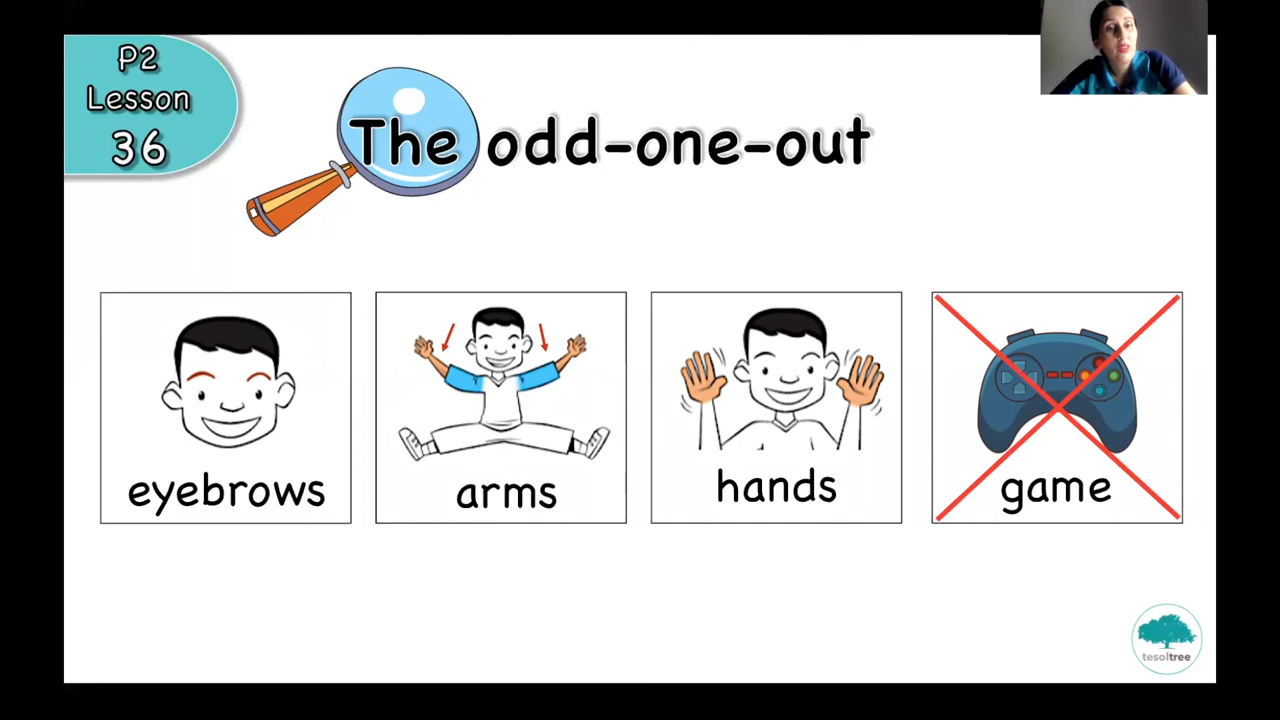 P2
Lesson
36
The odd-one-out
eyebrows
arms
hands
game
tesoltree